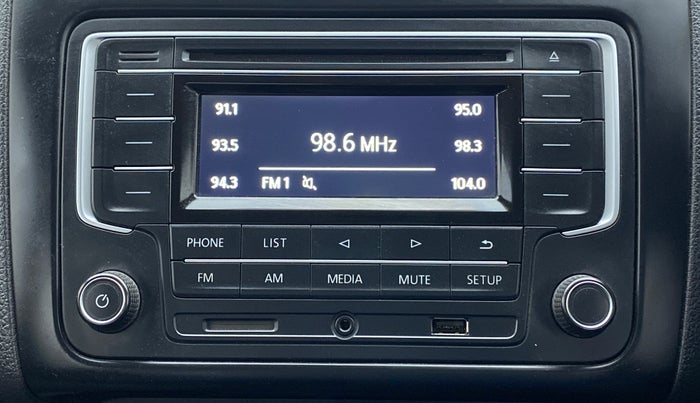 91.1 95.0
93.5 98.6 MHz 98.3
94.3 FM 1 104.0
PHONE LIST
FM AM MEDIA MUTE SETUP